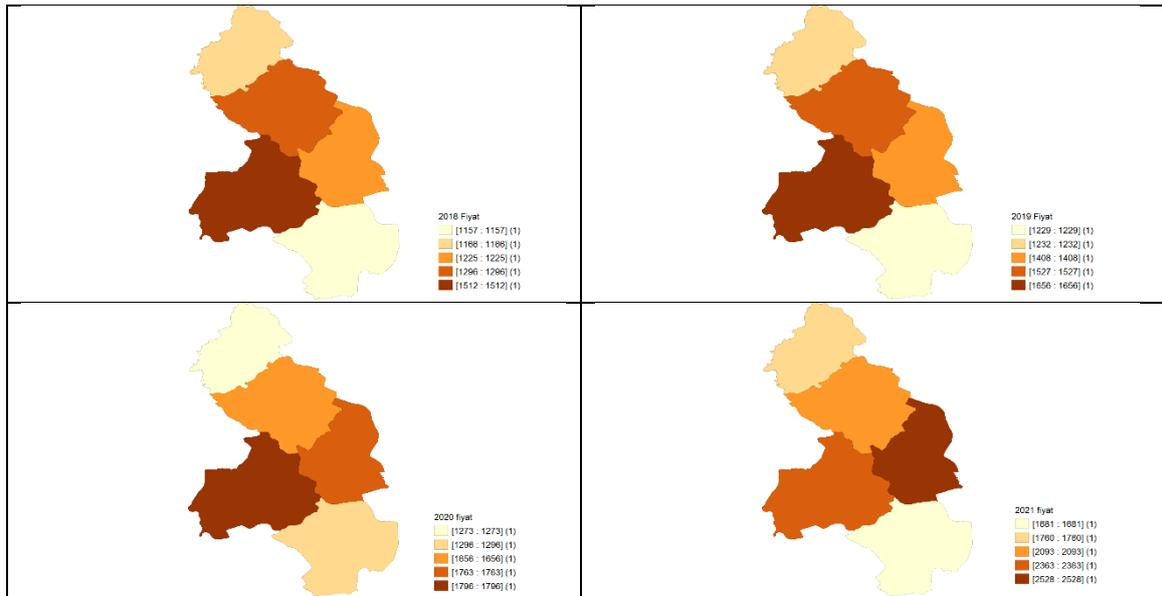 2018 Fiyat
[1157 : 1157] (1)
[1166 : 1166] (1)
[1225 : 1225] (1)
[1296 : 1296] (1)
[1512 : 1512] (1)
2019 Fiyat
[1229 : 1229] (1)
[1232 : 1232] (1)
[1408 : 1408] (1)
[1527 : 1527] (1)
[1656 : 1656] (1)
2020 fiyat
[1273 : 1273] (1)
[1296 : 1296] (1)
[1656 : 1656] (1)
[1763 : 1763] (1)
[1796 : 1796] (1)
2021 fiyat
[1681 : 1681] (1)
[1760 : 1760] (1)
[2093 : 2093] (1)
[2363 : 2363] (1)
[2528 : 2528] (1)